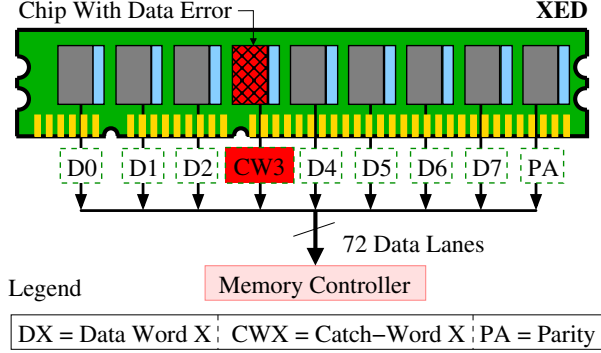 Chip With Data Error
XED
D0 D1 D2 CW3 D4 D5 D6 D7 PA
72 Data Lanes
Memory Controller
Legend
DX = Data Word X CWX = Catch−Word X PA = Parity